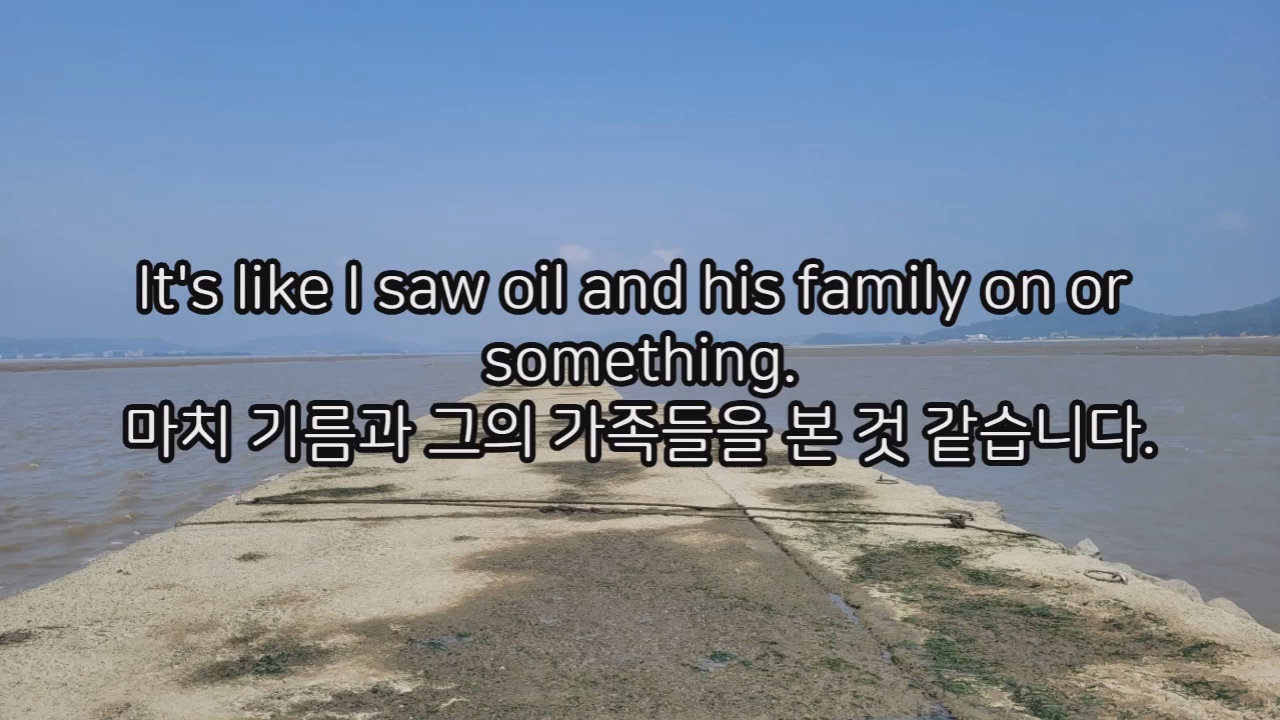 It's like I saw oil and his family on or
something.
마치 기름과 그의 가족들을 본 것 같습니다.